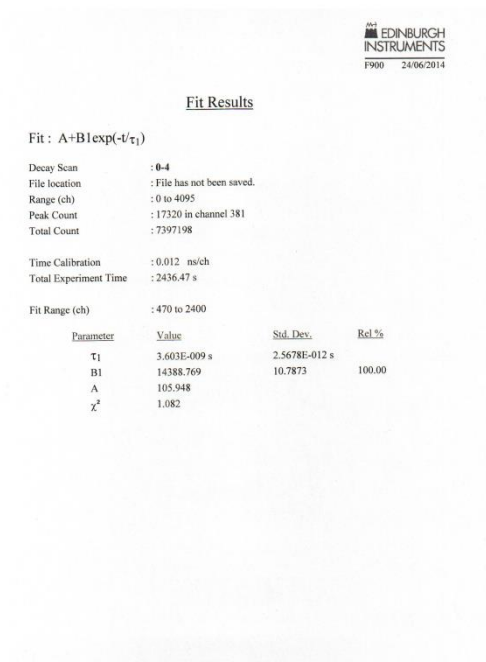 EDINBURGH
INSTRUMENTS
F900 24/06/2014
Fit Results
Fit : A+B1exp(-t/τ1)
Decay Scan : 0-4
File location : File has not been saved.
Range (ch) : 0 to 4095
Peak Count : 17320 in channel 381
Total Count : 7397198
Time Calibration : 0.012 ns/ch
Total Experiment Time : 2436.47 s
Fit Range (ch) : 470 to 2400
Parameter Value Std. Dev. Rel %
τ1 3.603E-009 s 2.5678E-012 s
B1 14388.769 10.7873 100.00
A 105.948
χ² 1.082